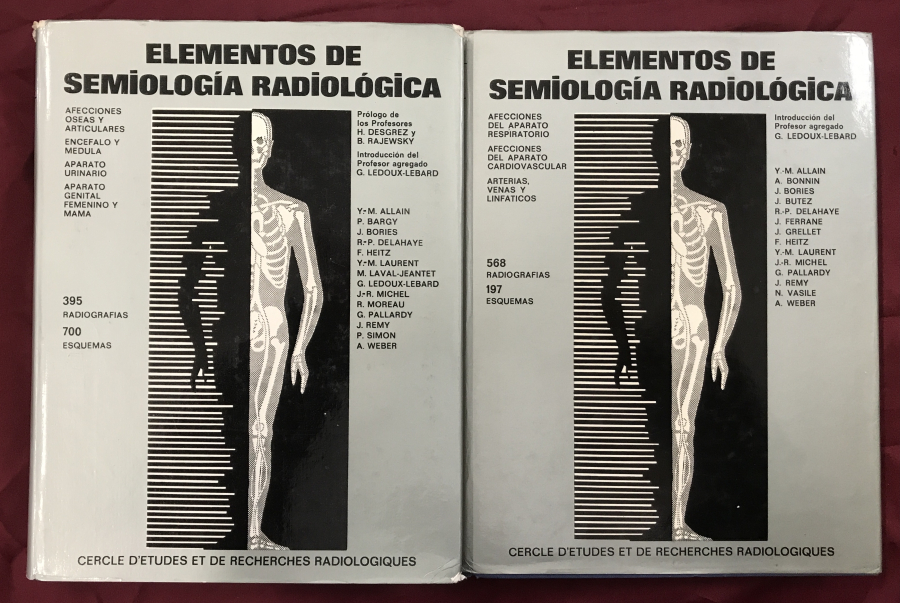 ELEMENTOS DE
SEMIOLOGÍA RADIOLÓGICA
AFECCIONES
OSEAS Y
ARTICULARES
ENCEFALO Y
MEDULA
APARATO
URINARIO
APARATO
GENITAL
FEMENINO Y
MAMA
395
RADIOGRAFIAS
700
ESQUEMAS
Prólogo de
los Profesores
H. DESGREZ y
B. RAJEWSKY
Introducción del
Profesor agregado
G. LEDOUX-LEBARD
Y.-M. ALLAIN
P. BARGY
J. BORIES
R.-P. DELAHAYE
F. HEITZ
Y.-M. LAURENT
M. LAVAL-JEANTET
G. LEDOUX-LEBARD
J.-R. MICHEL
R. MOREAU
G. PALLARDY
J. REMY
P. SIMON
A. WEBER
CERCLE D'ETUDES ET DE RECHERCHES RADIOLOGIQUES
ELEMENTOS DE
SEMIOLOGÍA RADIOLÓGICA
AFECCIONES
DEL APARATO
RESPIRATORIO
AFECCIONES
DEL APARATO
CARDIOVASCULAR
ARTERIAS,
VENAS Y
LINFATICOS
568
RADIOGRAFIAS
197
ESQUEMAS
Introducción del
Profesor agregado
G. LEDOUX-LEBARD
Y.-M. ALLAIN
A. BONNIN
J. BORIES
J. BUTEZ
R.-P. DELAHAYE
J. FERRANE
J. GRELLET
F. HEITZ
Y.-M. LAURENT
J.-R. MICHEL
G. PALLARDY
J. REMY
N. VASILE
A. WEBER
CERCLE D'ETUDES ET DE RECHERCHES RADIOLOGIQUES